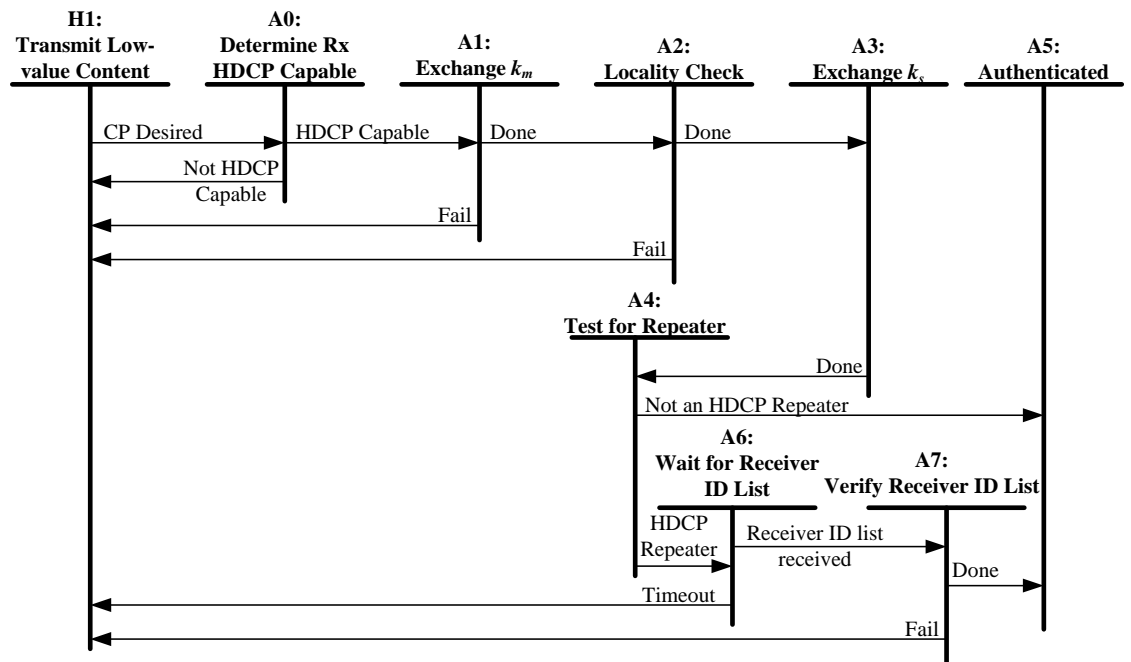 H1:
Transmit Low-
value Content
A0:
Determine Rx
HDCP Capable
A1:
Exchange km
A2:
Locality Check
A3:
Exchange ks
A5:
Authenticated
CP Desired
HDCP Capable
Done
Done
Not HDCP
Capable
Fail
Fail
A4:
Test for Repeater
Done
Not an HDCP Repeater
A6:
Wait for Receiver
ID List
A7:
Verify Receiver ID List
HDCP
Repeater
Receiver ID list
received
Done
Timeout
Fail